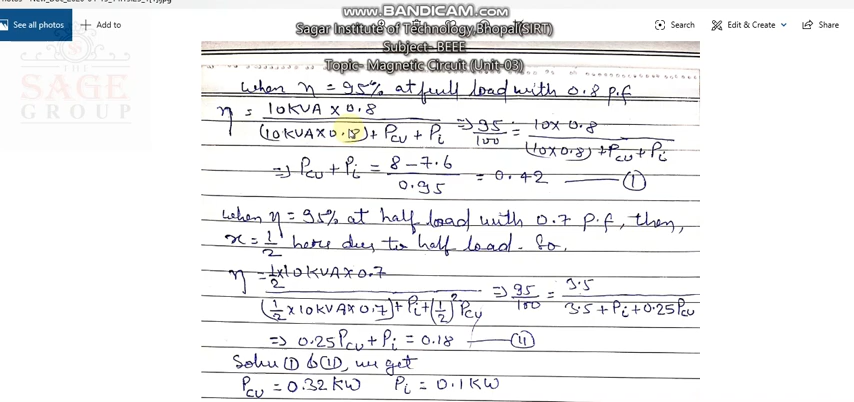 www.BANDICAM.com
See all photos + Add to Search Edit & Create Share
Sagar Institute of Technology,Bhopal(SIRT)
Subject- BEEE
Topic- Magnetic Circuit (Unit-03)
THE
SAGE
GROUP
when η = 95% at full load with 0.8 p.f
η = 10KVA × 0.8 / (10KVA × 0.8) + Pcu + Pi ⇒ 95/100 = 10 × 0.8 / (10 × 0.8) + Pcu + Pi
⇒ Pcu + Pi = 8 - 7.6 / 0.95 = 0.42 — (I)
when η = 95% at half load with 0.7 p.f, then,
x = 1/2 here due to half load. So,
η = 1/2 × 10KVA × 0.7 / (1/2 × 10KVA × 0.7) + Pi + (1/2)² Pcu ⇒ 95/100 = 3.5 / 3.5 + Pi + 0.25 Pcu
⇒ 0.25 Pcu + Pi = 0.18 — (II)
Solve (I) & (II), we get
Pcu = 0.32 KW Pi = 0.1 KW